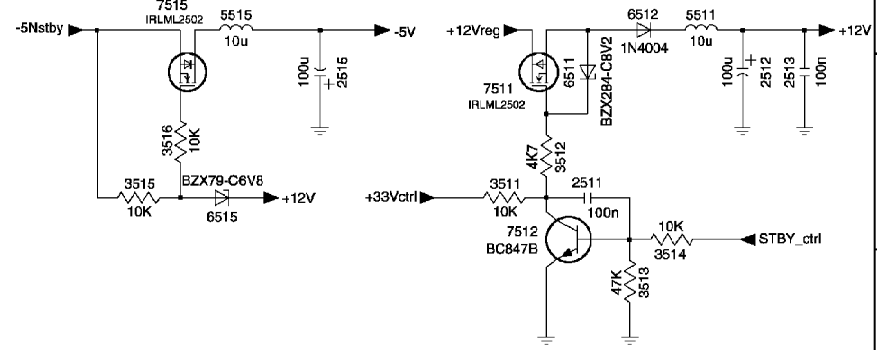 7515
IRLML2502
5515
10u
-5Nstby
-5V
100u
2515
+
3516
10K
3515
10K
BZX79-C6V8
6515
+12V
+12Vreg
7511
IRLML2502
6511
BZX284-C8V2
6512
1N4004
5511
10u
+12V
100u
+
2512
2513
100n
4K7
3512
+33Vctrl
3511
10K
2511
100n
7512
BC847B
10K
3514
STBY_ctrl
47K
3513